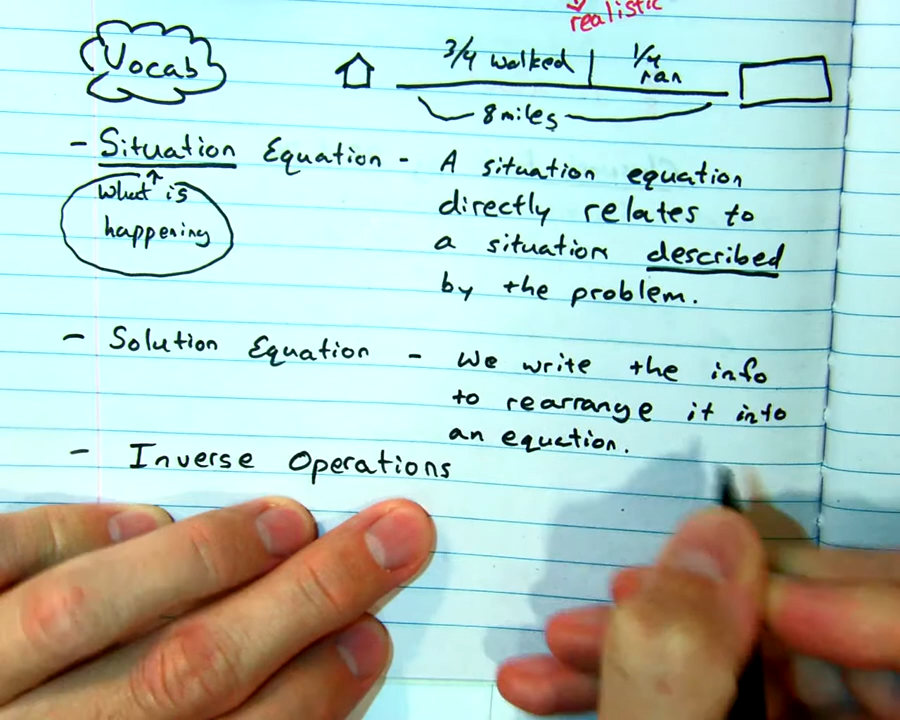 realistic
Vocab
3/4 walked
1/4 ran
8 miles
- Situation Equation - A situation equation
what is
directly relates to
happening
a situation described
by the problem.
- Solution Equation - We write the info
to rearrange it into
an equation.
- Inverse Operations